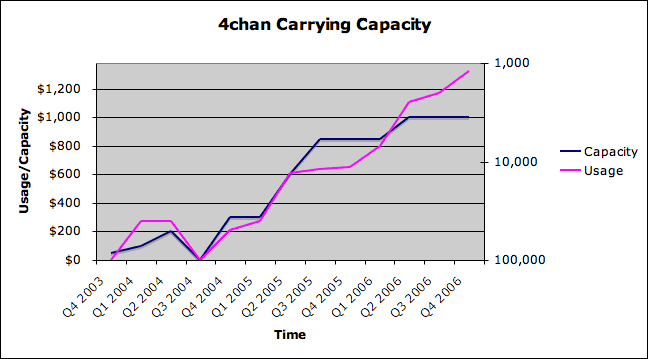 4chan Carrying Capacity
Usage/Capacity
$1,200
$1,000
$800
$600
$400
$200
$0
1,000
10,000
100,000
Capacity
Usage
Q4 2003
Q1 2004
Q2 2004
Q3 2004
Q4 2004
Q1 2005
Q2 2005
Q3 2005
Q4 2005
Q1 2006
Q2 2006
Q3 2006
Q4 2006
Time